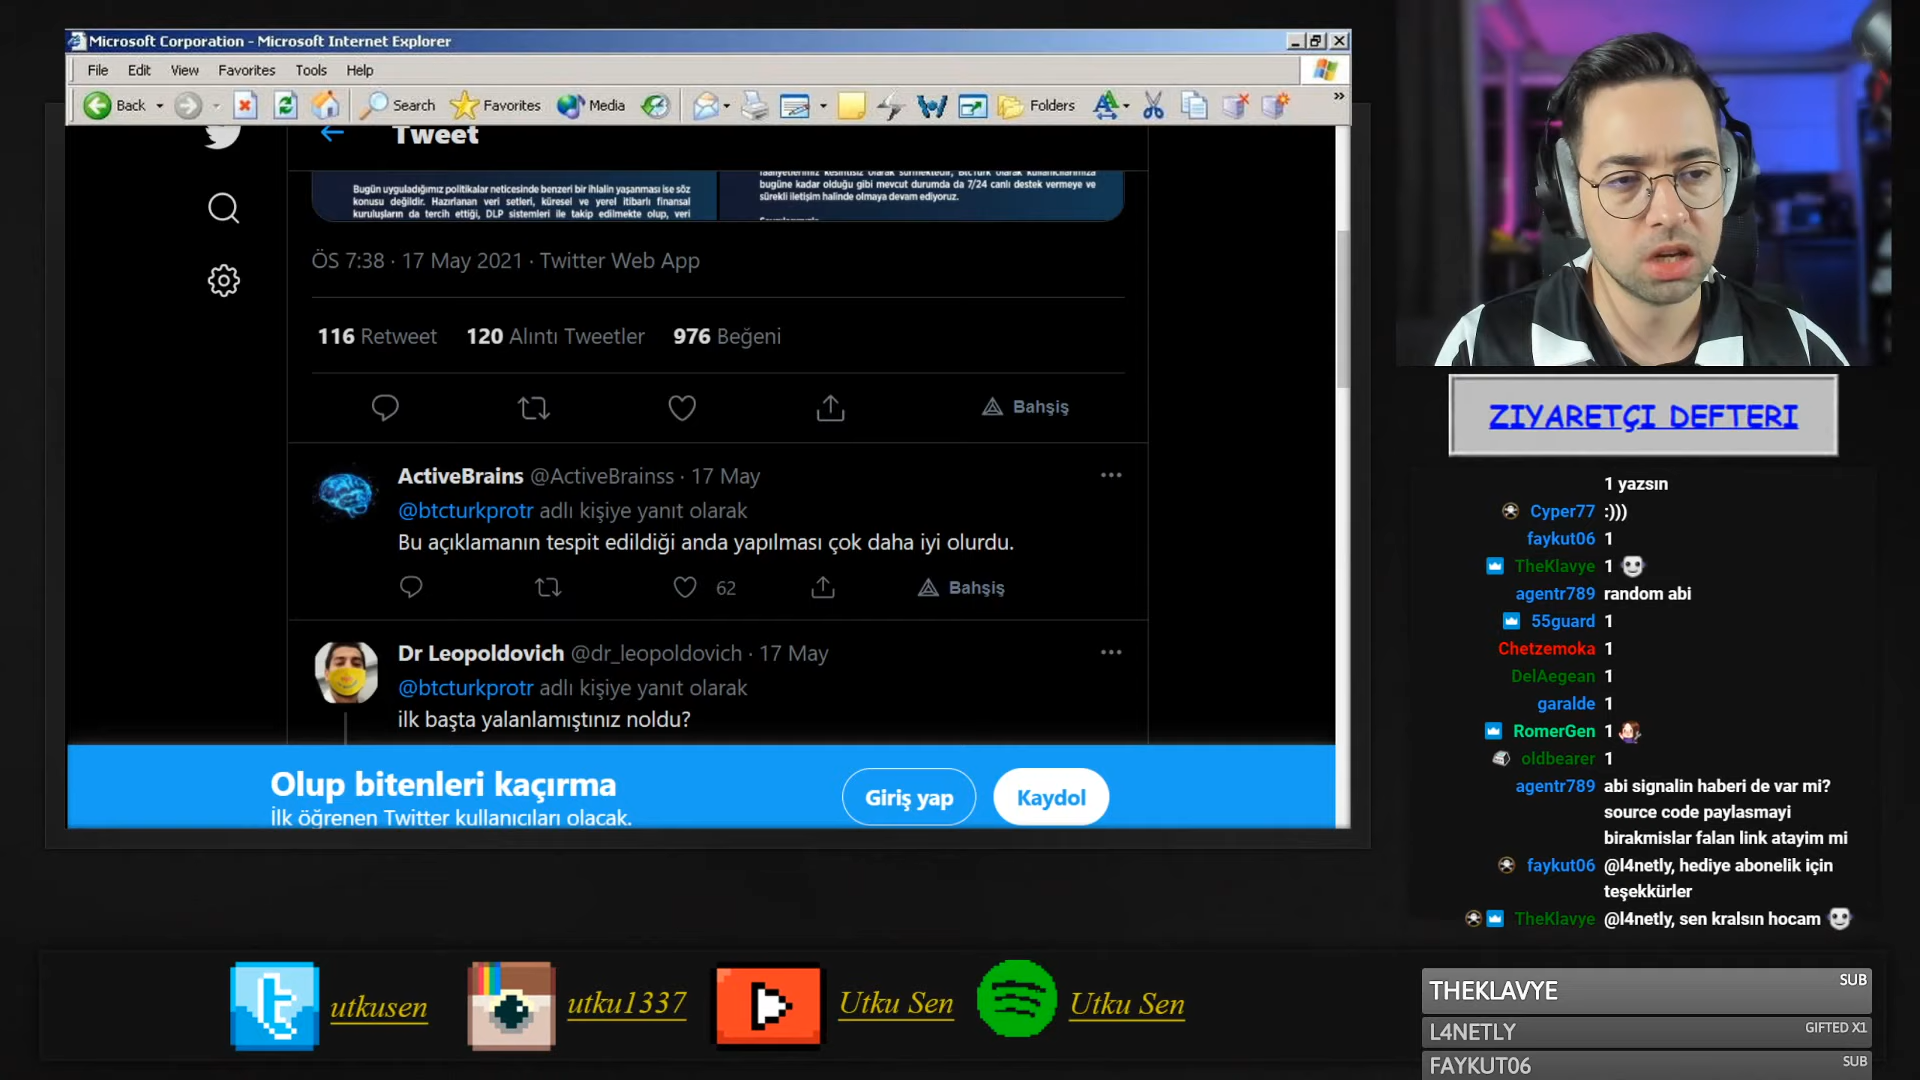 Microsoft Corporation - Microsoft Internet Explorer
File Edit View Favorites Tools Help
Back Search Favorites Media Folders
Tweet
Bugün uyguladığımız politikalar neticesinde benzeri bir ihlalin yaşanması ise söz
konusu değildir. Hazırlanan veri setleri, küresel ve yerel itibarlı finansal
kuruluşların da tercih ettiği, DLP sistemleri ile takip edilmekte olup, veri
faaliyetlerimiz kesintisiz olarak sürmektedir, BtcTurk olarak kullanıcılarımıza
bugüne kadar olduğu gibi mevcut durumda da 7/24 canlı destek vermeye ve
sürekli iletişim halinde olmaya devam ediyoruz.
ÖS 7:38 · 17 May 2021 · Twitter Web App
116 Retweet 120 Alıntı Tweetler 976 Beğeni
Bahşiş
ActiveBrains @ActiveBrainss · 17 May
@btcturkprotr adlı kişiye yanıt olarak
Bu açıklamanın tespit edildiği anda yapılması çok daha iyi olurdu.
62 Bahşiş
Dr Leopoldovich @dr_leopoldovich · 17 May
@btcturkprotr adlı kişiye yanıt olarak
ilk başta yalanlamıştınız noldu?
Olup bitenleri kaçırma
İlk öğrenen Twitter kullanıcıları olacak.
Giriş yap Kaydol
ZIYARETÇI DEFTERI
1 yazsın
Cyper77 :)))
faykut06 1
TheKlavye 1
agentr789 random abi
55guard 1
Chetzemoka 1
DelAegean 1
garalde 1
RomerGen 1
oldbearer 1
agentr789 abi signalin haberi de var mi?
source code paylasmayi
birakmislar falan link atayim mi
faykut06 @l4netly, hediye abonelik için
teşekkürler
TheKlavye @l4netly, sen kralsın hocam
utkusen utku1337 Utku Sen Utku Sen
THEKLAVYE SUB
L4NETLY GIFTED X1
FAYKUT06 SUB